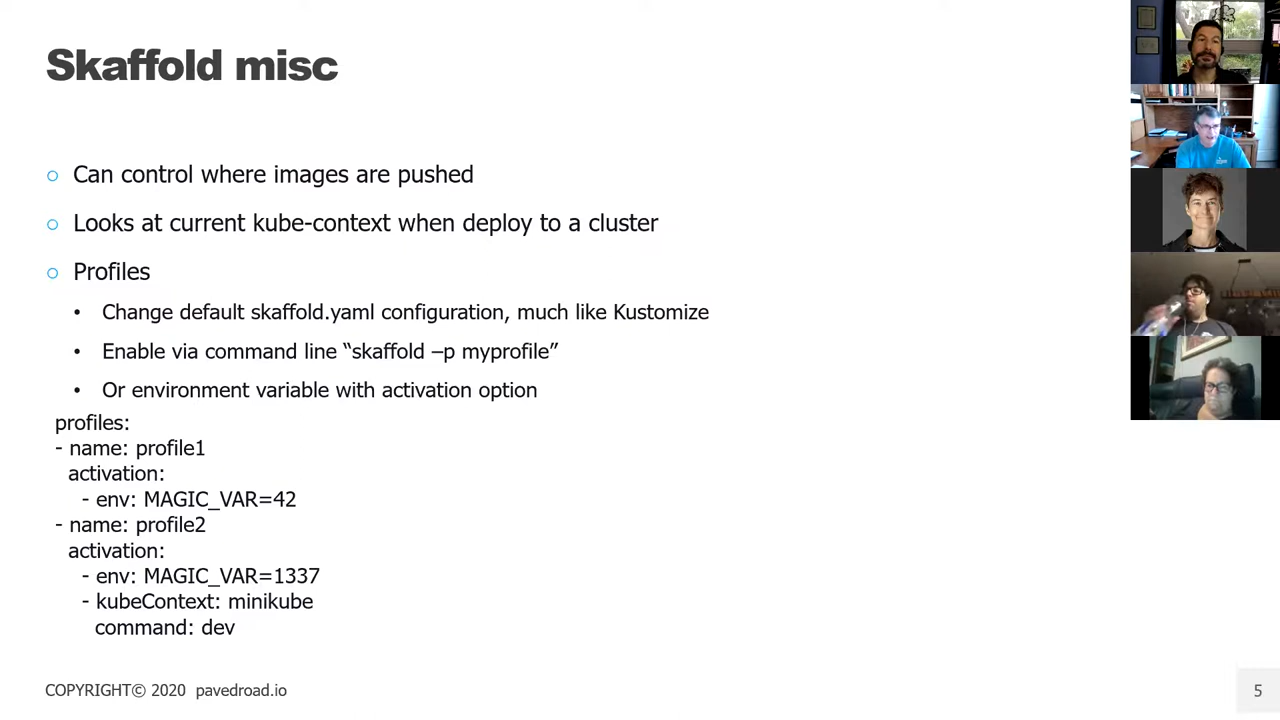 Skaffold misc
Can control where images are pushed
Looks at current kube-context when deploy to a cluster
Profiles
Change default skaffold.yaml configuration, much like Kustomize
Enable via command line “skaffold –p myprofile”
Or environment variable with activation option
profiles:
- name: profile1
activation:
- env: MAGIC_VAR=42
- name: profile2
activation:
- env: MAGIC_VAR=1337
- kubeContext: minikube
command: dev
COPYRIGHT© 2020 pavedroad.io
5